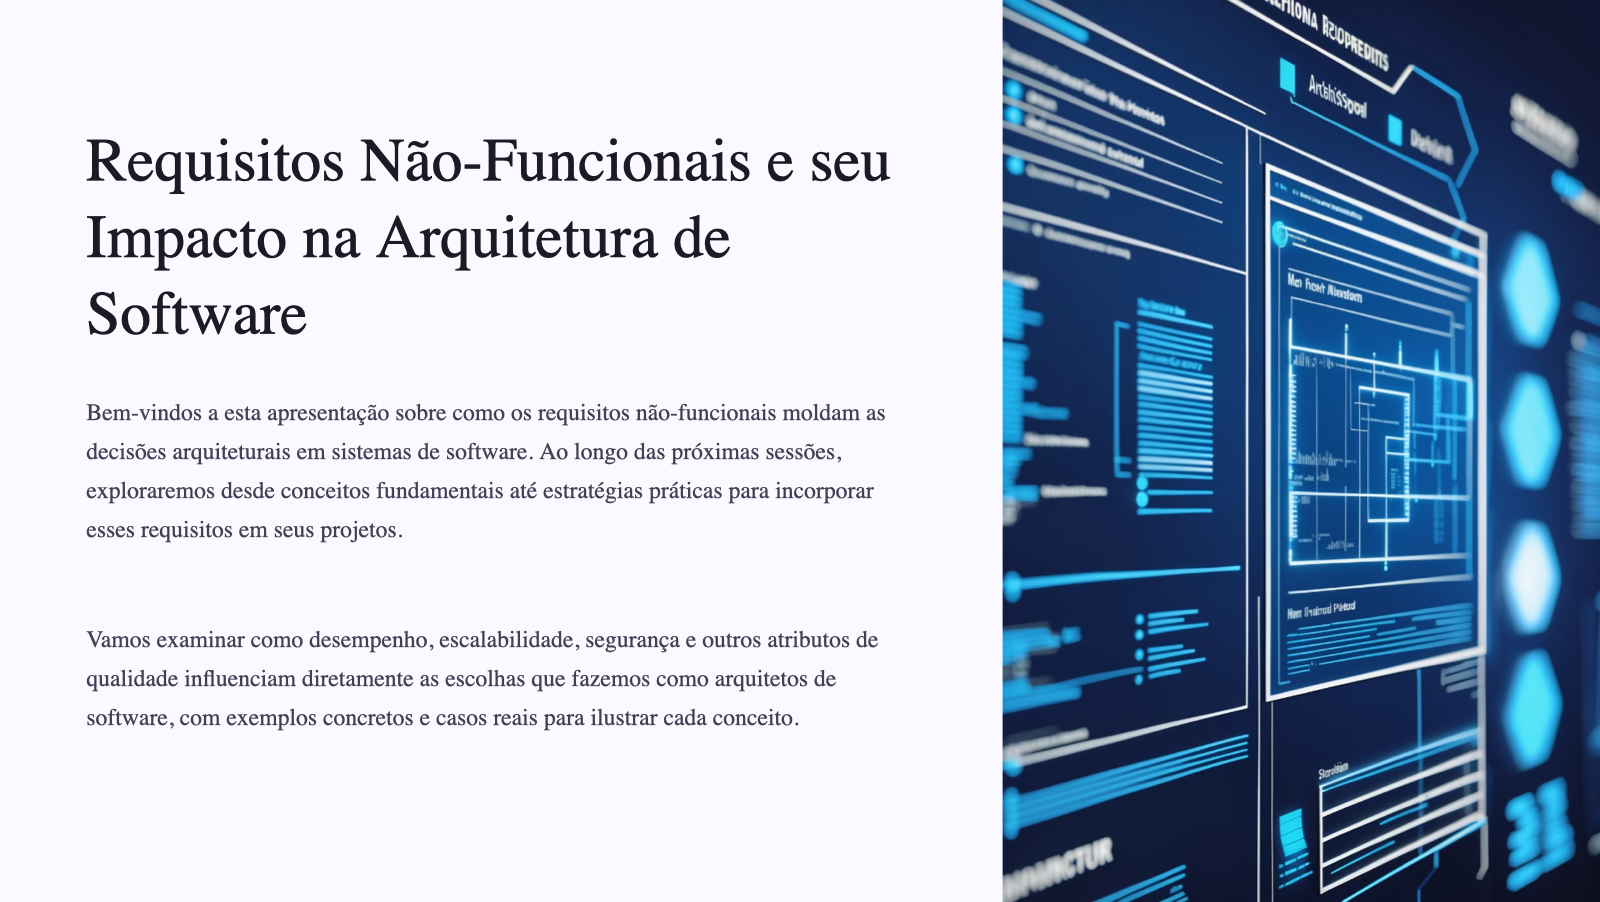 Requisitos Não-Funcionais e seu
Impacto na Arquitetura de
Software
Bem-vindos a esta apresentação sobre como os requisitos não-funcionais moldam as
decisões arquiteturais em sistemas de software. Ao longo das próximas sessões,
exploraremos desde conceitos fundamentais até estratégias práticas para incorporar
esses requisitos em seus projetos.
Vamos examinar como desempenho, escalabilidade, segurança e outros atributos de
qualidade influenciam diretamente as escolhas que fazemos como arquitetos de
software, com exemplos concretos e casos reais para ilustrar cada conceito.